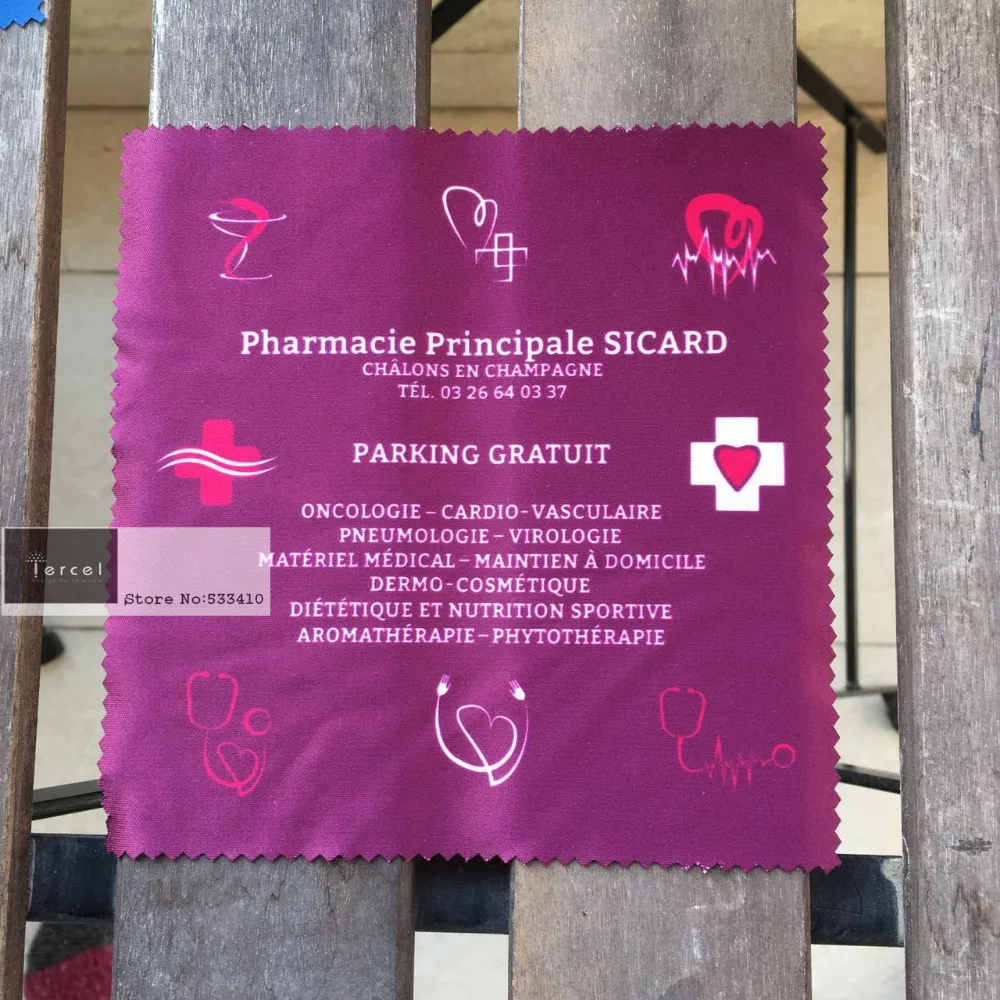 Pharmacie Principale SICARD
CHÂLONS EN CHAMPAGNE
TÉL. 03 26 64 03 37
PARKING GRATUIT
ONCOLOGIE – CARDIO-VASCULAIRE
PNEUMOLOGIE – VIROLOGIE
MATÉRIEL MÉDICAL – MAINTIEN À DOMICILE
DERMO-COSMÉTIQUE
DIÉTÉTIQUE ET NUTRITION SPORTIVE
AROMATHÉRAPIE – PHYTOTHÉRAPIE
Tercel
Store No:533410